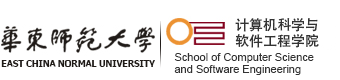 華東師範大學
EAST CHINA NORMAL UNIVERSITY
计算机科学与
软件工程学院
School of Computer Science
and Software Engineering